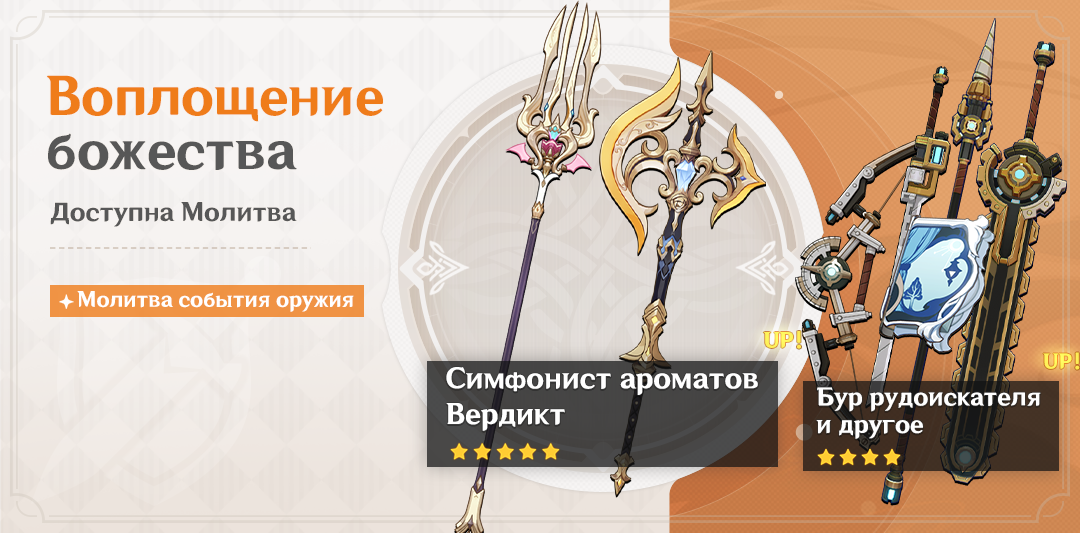 Воплощение
божества
Доступна Молитва
Молитва события оружия
UP!
Симфонист ароматов
Вердикт
UP!
Бур рудоискателя
и другое